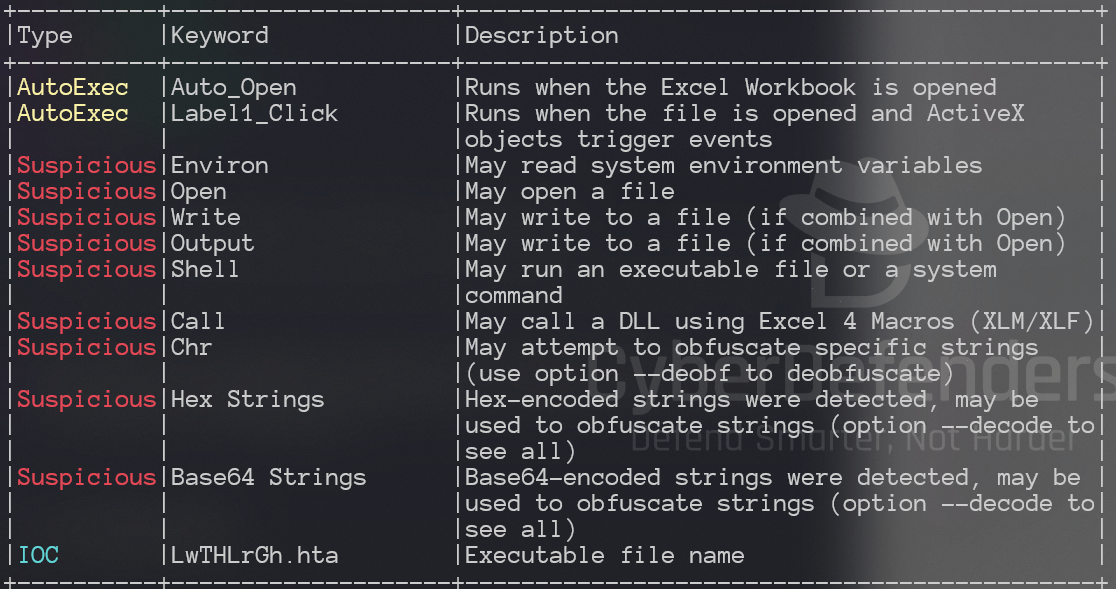 +----------+--------------------+---------------------------------------------+
|Type      |Keyword             |Description                                  |
+----------+--------------------+---------------------------------------------+
|AutoExec  |Auto_Open           |Runs when the Excel Workbook is opened       |
|AutoExec  |Label1_Click        |Runs when the file is opened and ActiveX     |
|          |                    |objects trigger events                       |
|Suspicious|Environ             |May read system environment variables        |
|Suspicious|Open                |May open a file                              |
|Suspicious|Write               |May write to a file (if combined with Open)  |
|Suspicious|Output              |May write to a file (if combined with Open)  |
|Suspicious|Shell               |May run an executable file or a system       |
|          |                    |command                                      |
|Suspicious|Call                |May call a DLL using Excel 4 Macros (XLM/XLF)|
|Suspicious|Chr                 |May attempt to obfuscate specific strings    |
|          |                    |(use option --deobf to deobfuscate)          |
|Suspicious|Hex Strings         |Hex-encoded strings were detected, may be    |
|          |                    |used to obfuscate strings (option --decode to|
|          |                    |see all)                                     |
|Suspicious|Base64 Strings      |Base64-encoded strings were detected, may be |
|          |                    |used to obfuscate strings (option --decode to|
|          |                    |see all)                                     |
|IOC       |LwTHLrGh.hta        |Executable file name                         |
+----------+--------------------+---------------------------------------------+
CyberDefenders
Defend Smarter, Not Harder